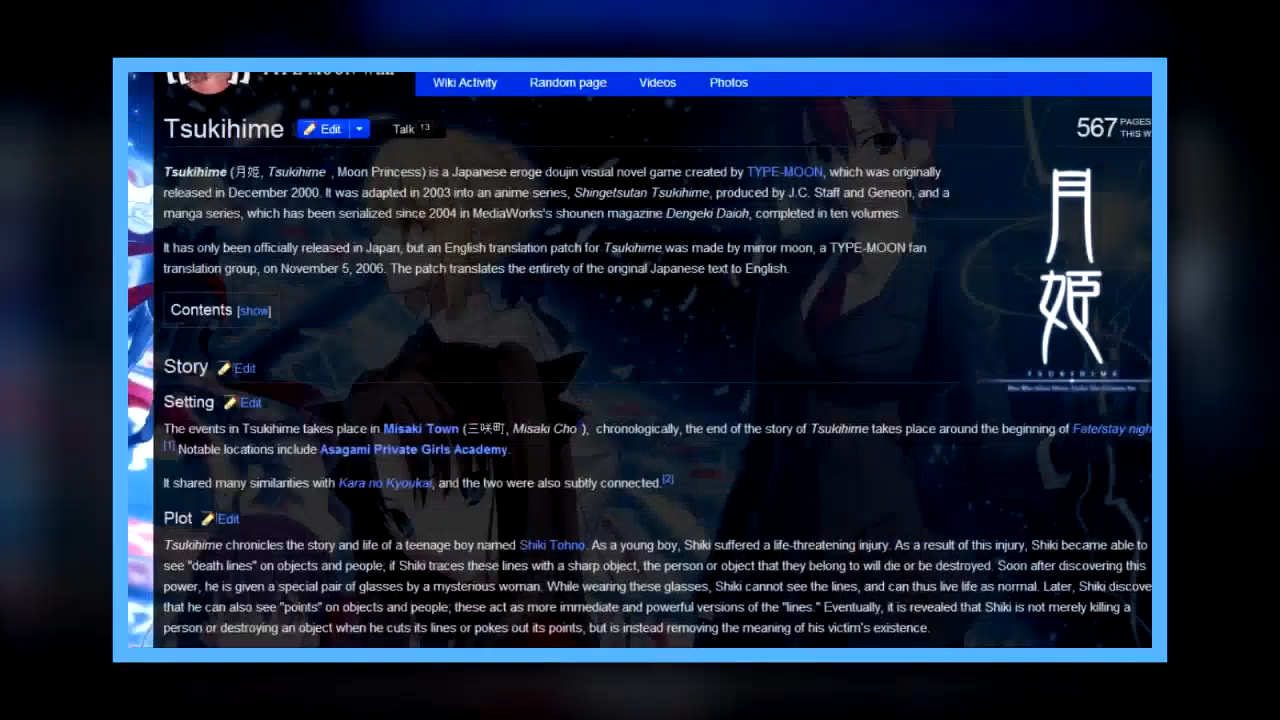 Wiki Activity Random page Videos Photos
Tsukihime Edit Talk 13
567 PAGES
THIS W
Tsukihime (月姫, Tsukihime , Moon Princess) is a Japanese eroge doujin visual novel game created by TYPE-MOON, which was originally
released in December 2000. It was adapted in 2003 into an anime series, Shingetsutan Tsukihime, produced by J.C. Staff and Geneon, and a
manga series, which has been serialized since 2004 in MediaWorks's shounen magazine Dengeki Daioh, completed in ten volumes.
It has only been officially released in Japan, but an English translation patch for Tsukihime was made by mirror moon, a TYPE-MOON fan
translation group, on November 5, 2006. The patch translates the entirety of the original Japanese text to English.
月姫
TSUKIHIME
Contents [show]
Story Edit
Setting Edit
The events in Tsukihime takes place in Misaki Town (三咲町, Misaki Cho ), chronologically, the end of the story of Tsukihime takes place around the beginning of Fate/stay nigh
[1] Notable locations include Asagami Private Girls Academy.
It shared many similarities with Kara no Kyoukai, and the two were also subtly connected.[2]
Plot Edit
Tsukihime chronicles the story and life of a teenage boy named Shiki Tohno. As a young boy, Shiki suffered a life-threatening injury. As a result of this injury, Shiki became able to
see "death lines" on objects and people; if Shiki traces these lines with a sharp object, the person or object that they belong to will die or be destroyed. Soon after discovering this
power, he is given a special pair of glasses by a mysterious woman. While wearing these glasses, Shiki cannot see the lines, and can thus live life as normal. Later, Shiki discove
that he can also see "points" on objects and people; these act as more immediate and powerful versions of the "lines." Eventually, it is revealed that Shiki is not merely killing a
person or destroying an object when he cuts its lines or pokes out its points, but is instead removing the meaning of his victim's existence.